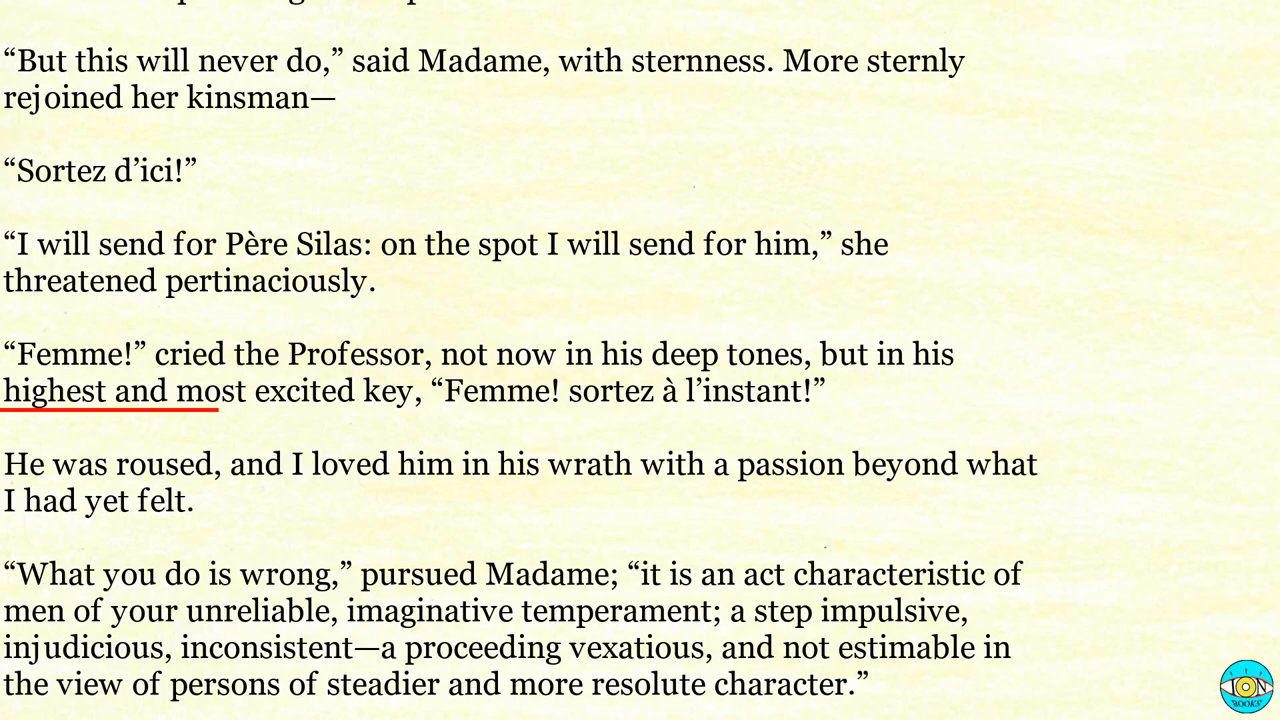 “But this will never do,” said Madame, with sternness. More sternly
rejoined her kinsman—
“Sortez d’ici!”
“I will send for Père Silas: on the spot I will send for him,” she
threatened pertinaciously.
“Femme!” cried the Professor, not now in his deep tones, but in his
highest and most excited key, “Femme! sortez à l’instant!”
He was roused, and I loved him in his wrath with a passion beyond what
I had yet felt.
“What you do is wrong,” pursued Madame; “it is an act characteristic of
men of your unreliable, imaginative temperament; a step impulsive,
injudicious, inconsistent—a proceeding vexatious, and not estimable in
the view of persons of steadier and more resolute character.”
ION
BOOKS